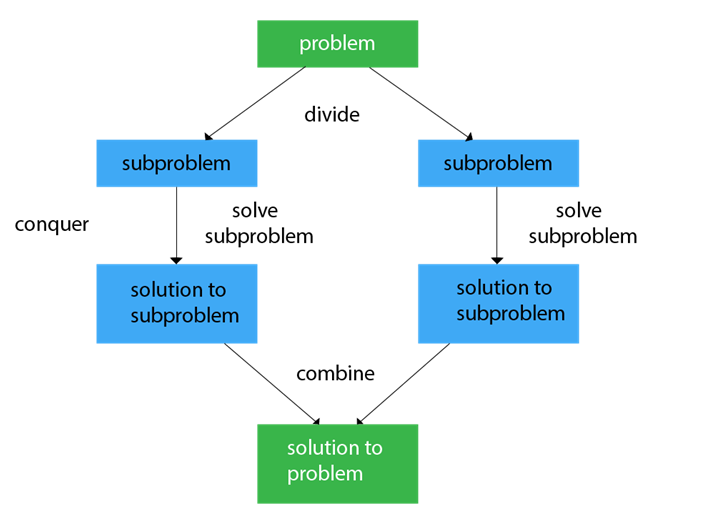 problem
divide
subproblem
subproblem
conquer
solve
subproblem
solve
subproblem
solution to
subproblem
solution to
subproblem
combine
solution to
problem